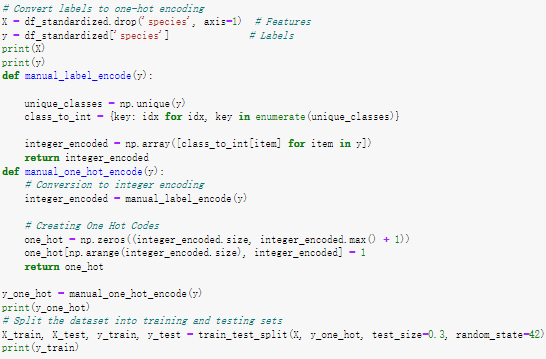 # Convert labels to one-hot encoding
X = df_standardized.drop('species', axis=1)  # Features
y = df_standardized['species']               # Labels
print(X)
print(y)
def manual_label_encode(y):
    unique_classes = np.unique(y)
    class_to_int = {key: idx for idx, key in enumerate(unique_classes)}
    integer_encoded = np.array([class_to_int[item] for item in y])
    return integer_encoded
def manual_one_hot_encode(y):
    # Conversion to integer encoding
    integer_encoded = manual_label_encode(y)
    # Creating One Hot Codes
    one_hot = np.zeros((integer_encoded.size, integer_encoded.max() + 1))
    one_hot[np.arange(integer_encoded.size), integer_encoded] = 1
    return one_hot
y_one_hot = manual_one_hot_encode(y)
print(y_one_hot)
# Split the dataset into training and testing sets
X_train, X_test, y_train, y_test = train_test_split(X, y_one_hot, test_size=0.3, random_state=42)
print(y_train)